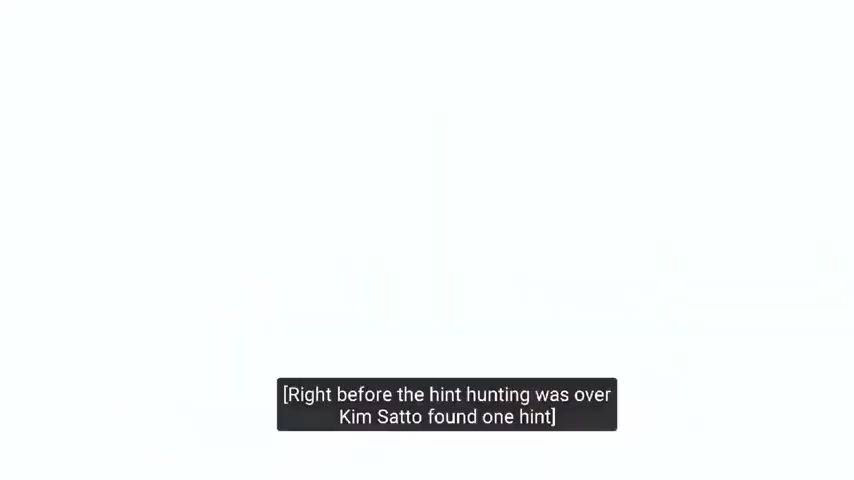 [Right before the hint hunting was over
Kim Satto found one hint]